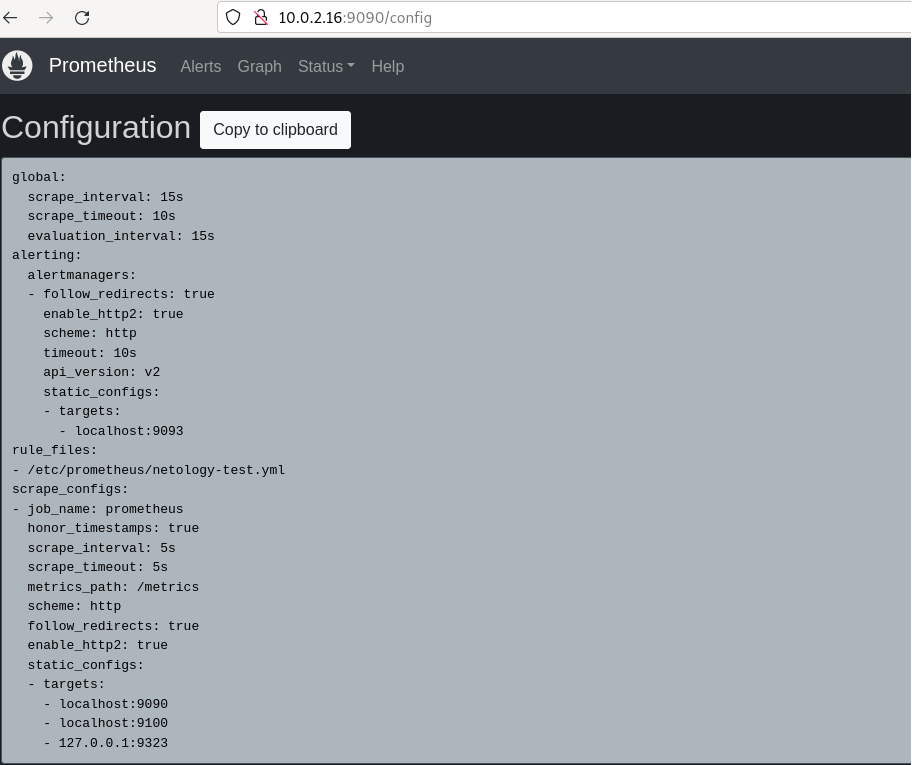 10.0.2.16:9090/config
Prometheus Alerts Graph Status Help
Configuration Copy to clipboard
global:
  scrape_interval: 15s
  scrape_timeout: 10s
  evaluation_interval: 15s
alerting:
  alertmanagers:
  - follow_redirects: true
    enable_http2: true
    scheme: http
    timeout: 10s
    api_version: v2
    static_configs:
    - targets:
      - localhost:9093
rule_files:
- /etc/prometheus/netology-test.yml
scrape_configs:
- job_name: prometheus
  honor_timestamps: true
  scrape_interval: 5s
  scrape_timeout: 5s
  metrics_path: /metrics
  scheme: http
  follow_redirects: true
  enable_http2: true
  static_configs:
  - targets:
    - localhost:9090
    - localhost:9100
    - 127.0.0.1:9323